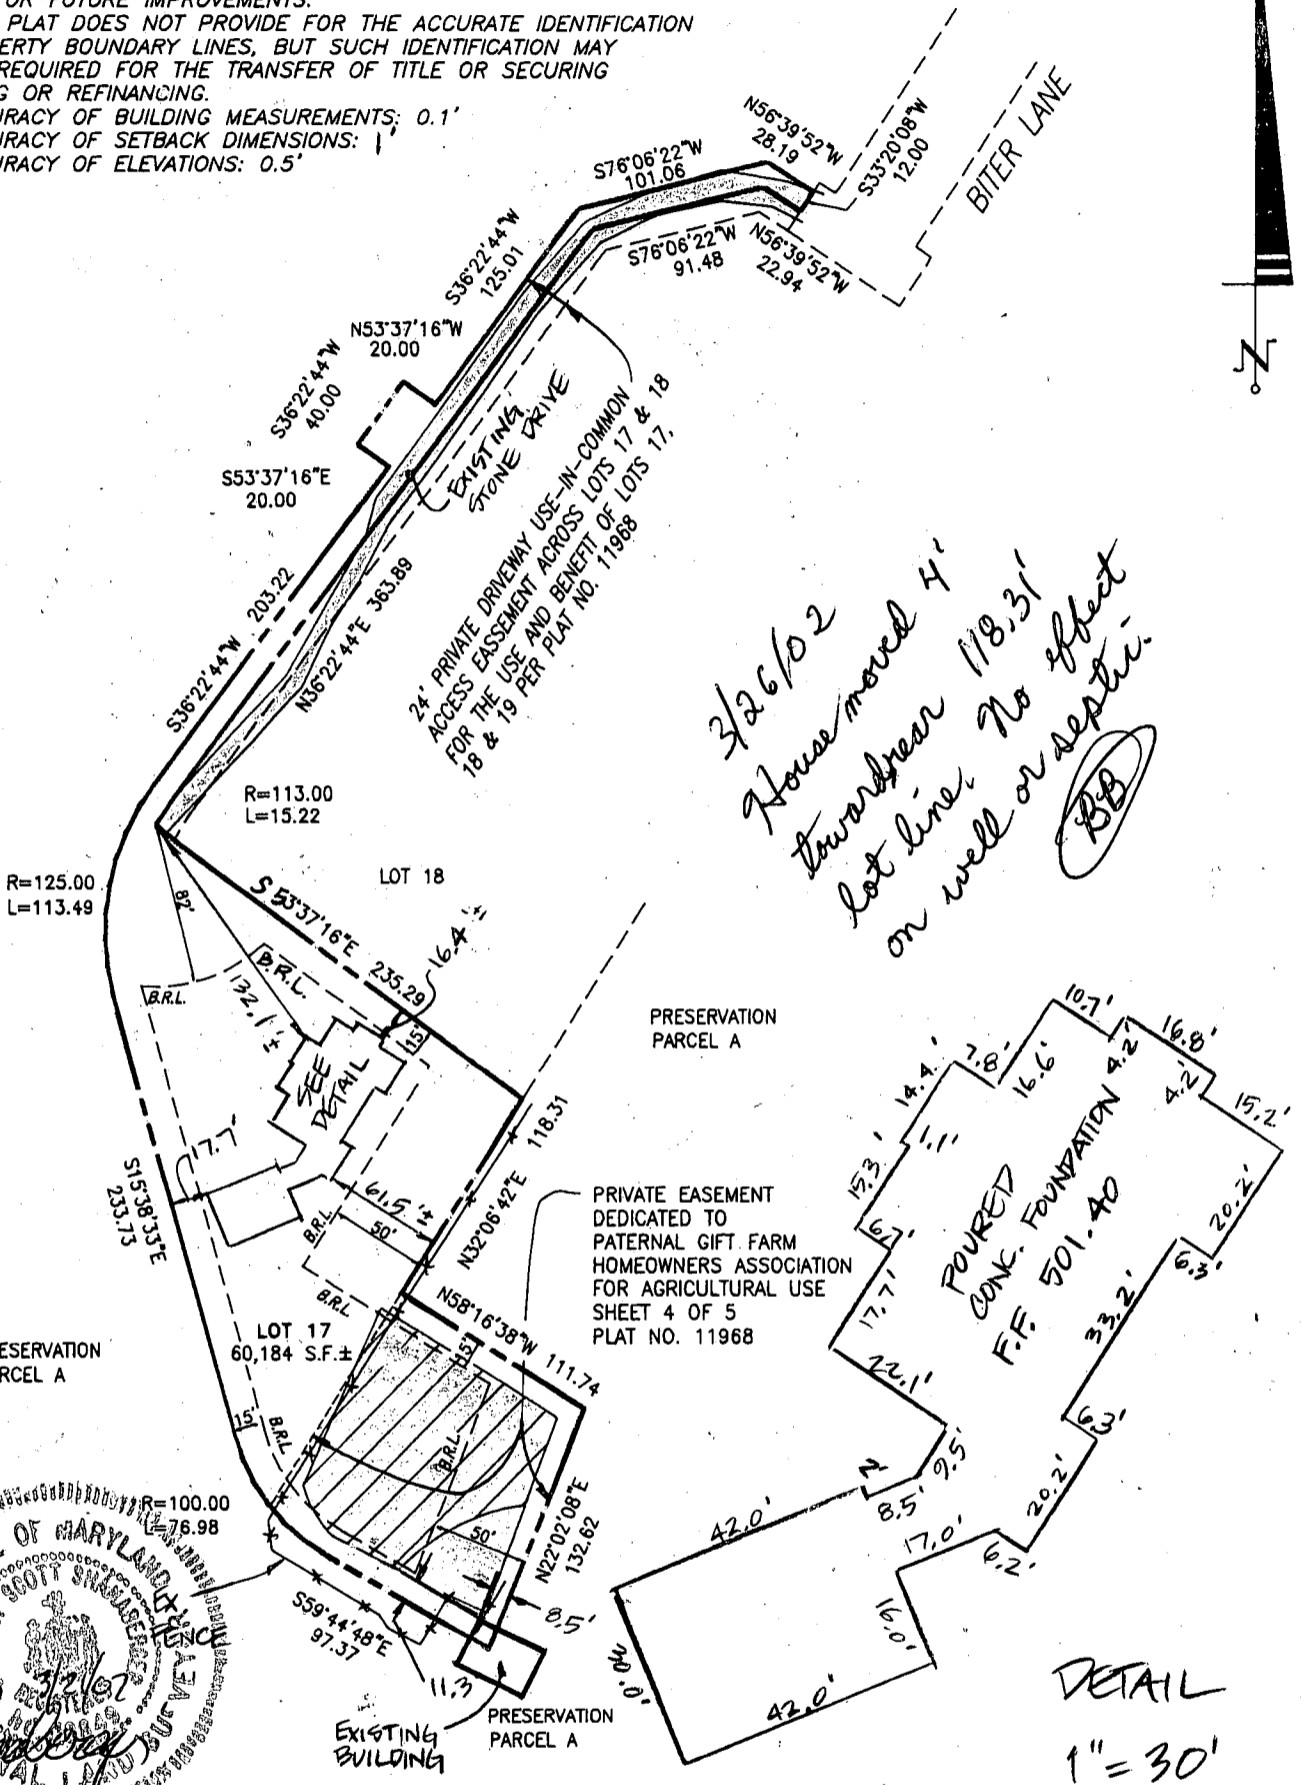 OR FUTURE IMPROVEMENTS.
PLAT DOES NOT PROVIDE FOR THE ACCURATE IDENTIFICATION
ERTY BOUNDARY LINES, BUT SUCH IDENTIFICATION MAY
REQUIRED FOR THE TRANSFER OF TITLE OR SECURING
G OR REFINANCING.
URACY OF BUILDING MEASUREMENTS: 0.1'
URACY OF SETBACK DIMENSIONS: 1'
URACY OF ELEVATIONS: 0.5'
N56°39'52"W
28.19
S33°20'08"W
12.00
BITER LANE
S76°06'22"W
101.06
S76°06'22"W
91.48
N56°39'52"W
22.94
N
S36°22'44"W
125.01
N53°37'16"W
20.00
S36°22'44"W
40.00
S53°37'16"E
20.00
EXISTING
STONE DRIVE
24' PRIVATE DRIVEWAY USE-IN-COMMON
ACCESS EASSEMENT ACROSS LOTS 17 & 18
FOR THE USE AND BENEFIT OF LOTS 17,
18 & 19 PER PLAT NO. 11968
S36°22'44"W 203.22
N36°22'44"E 363.89
3/26/02
House moved 4'
toward rear 118.31'
lot line. No effect
on well or septic.
BB
R=113.00
L=15.22
R=125.00
L=113.49
LOT 18
82'
S 53°37'16"E 235.29
16.4'±
B.R.L.
B.R.L.
132.1'±
15'
SEE
DETAIL
17.7'
S15°38'33"E
233.73
61.5'±
50'
B.R.L.
B.R.L.
118.31
N32°06'42"E
PRESERVATION
PARCEL A
PRIVATE EASEMENT
DEDICATED TO
PATERNAL GIFT FARM
HOMEOWNERS ASSOCIATION
FOR AGRICULTURAL USE
SHEET 4 OF 5
PLAT NO. 11968
N58°16'38"W 111.74
LOT 17
60,184 S.F.±
15'
ESERVATION
RCEL A
15'
B.R.L.
B.R.L.
50'
N22°02'08"E
132.62
8.5'
R=100.00
L=76.98
S59°44'48"E
97.37
FENCE
11.3
EXISTING
BUILDING
PRESERVATION
PARCEL A
OF MARYLAND
SCOTT
3/21/02
10.7'
16.8'
4.2'
4.2'
15.2'
7.8'
16.6'
14.4'
1.1'
15.3'
6.7'
17.7'
22.1'
20.2'
6.3'
33.2'
POURED
CONC. FOUNDATION
F.F. 501.40
6.3'
20.2'
9.5'
2'
8.5'
42.0'
17.0'
6.2'
16.0'
42.0'
DETAIL
1"=30'